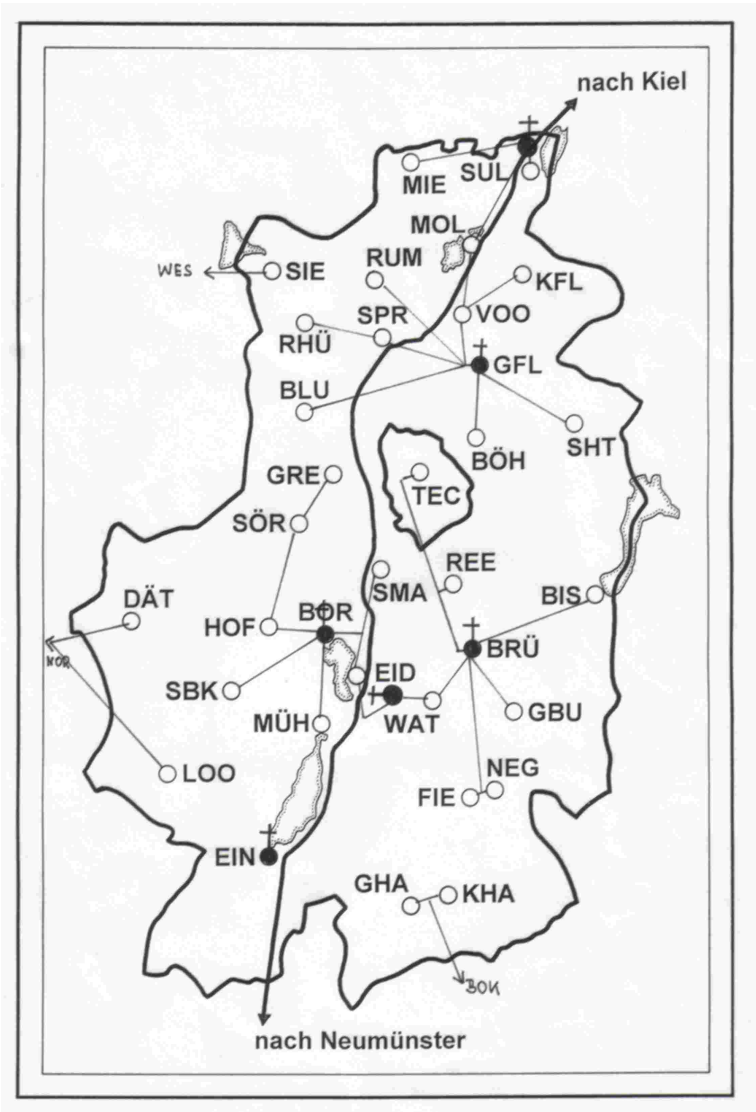 nach Kiel
SUL
MIE
MOL
RUM
KFL
WES
SIE
SPR
VOO
RHÜ
GFL
BLU
BÖH
SHT
GRE
TEC
SÖR
REE
SMA
BIS
DÄT
HOF
BOR
BRÜ
NOR
EID
SBK
WAT
GBU
MÜH
LOO
NEG
FIE
EIN
GHA
KHA
BOK
nach Neumünster